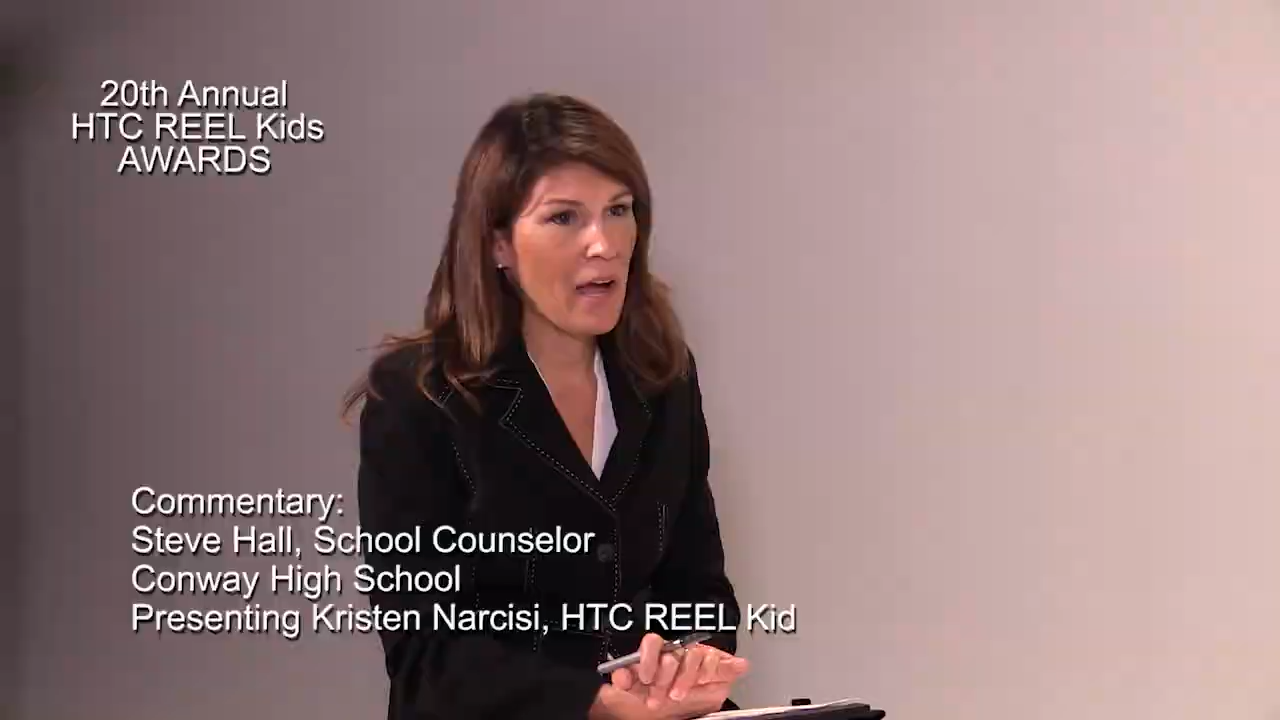 20th Annual
HTC REEL Kids
AWARDS
Commentary:
Steve Hall, School Counselor
Conway High School
Presenting Kristen Narcisi, HTC REEL Kid